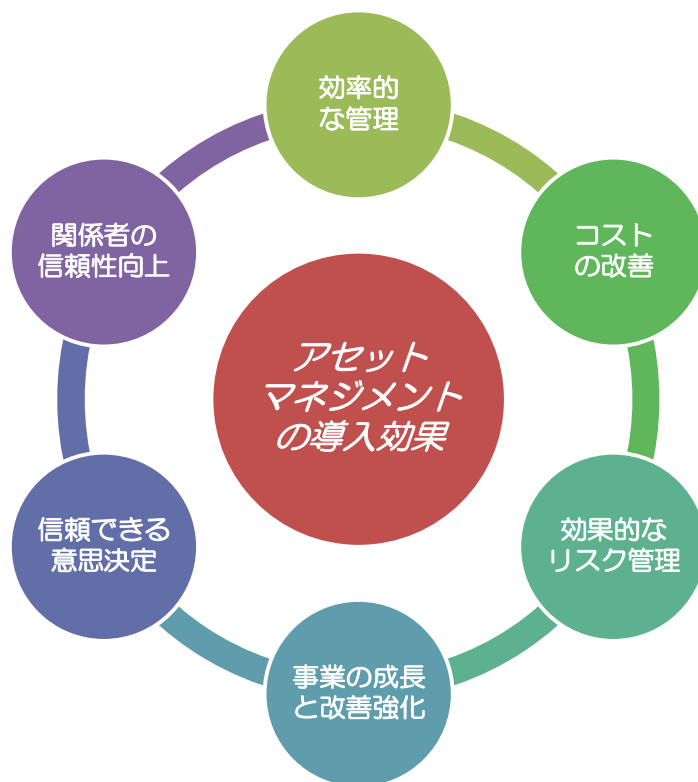 効率的
な管理
コスト
の改善
効果的な
リスク管理
事業の成長
と改善強化
信頼できる
意思決定
関係者の
信頼性向上
アセット
マネジメント
の導入効果